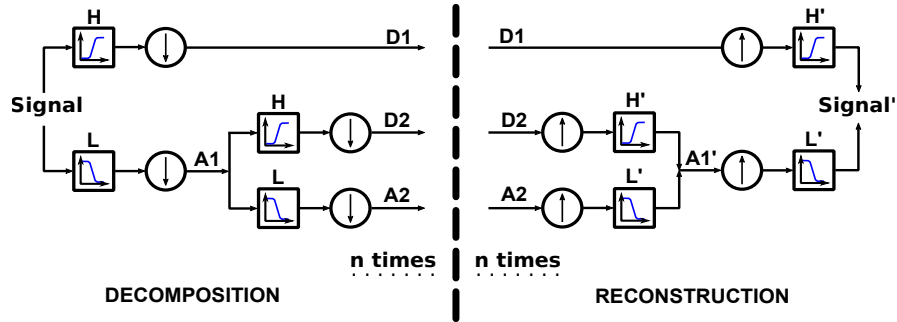 H
D1
Signal
L
A1
H
D2
L
A2
n times
DECOMPOSITION
D1
H'
D2
H'
A1'
Signal'
L'
A2
L'
n times
RECONSTRUCTION